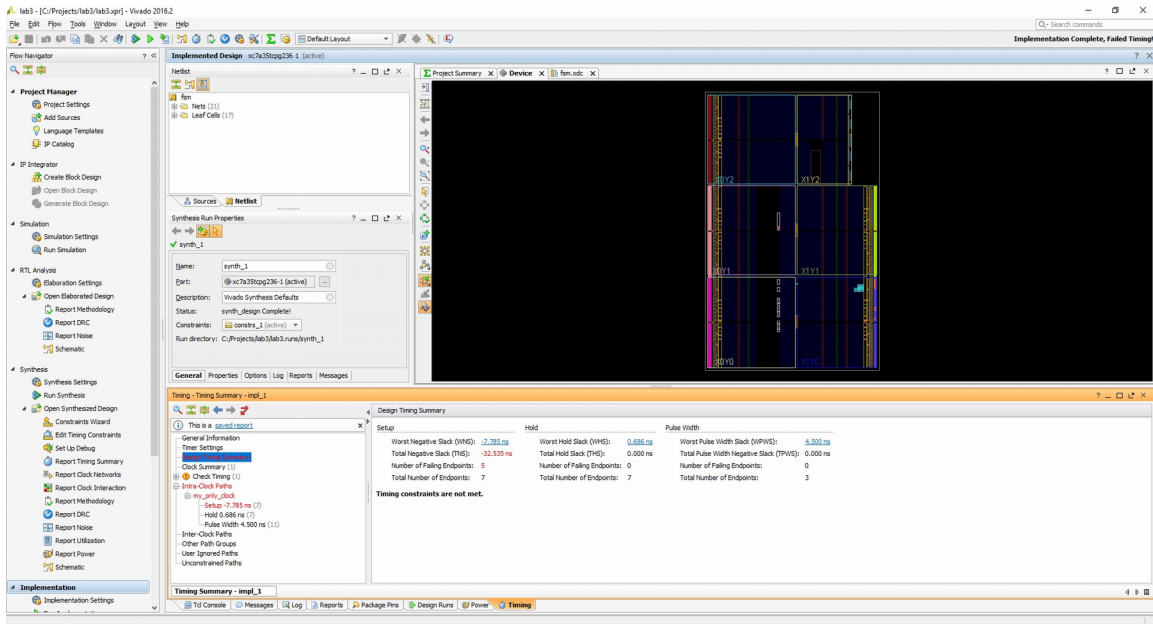 lab3 - [C:/Projects/lab3/lab3.xpr] - Vivado 2016.2
File Edit Flow Tools Window Layout View Help
Search commands
Default Layout
Implementation Complete, Failed Timing!
Flow Navigator
Project Manager
Project Settings
Add Sources
Language Templates
IP Catalog
IP Integrator
Create Block Design
Open Block Design
Generate Block Design
Simulation
Simulation Settings
Run Simulation
RTL Analysis
Elaboration Settings
Open Elaborated Design
Report Methodology
Report DRC
Report Noise
Schematic
Synthesis
Synthesis Settings
Run Synthesis
Open Synthesized Design
Constraints Wizard
Edit Timing Constraints
Set Up Debug
Report Timing Summary
Report Clock Networks
Report Clock Interaction
Report Methodology
Report DRC
Report Noise
Report Utilization
Report Power
Schematic
Implementation
Implementation Settings
Implemented Design - xc7a35tcpg236-1 (active)
Netlist
fsm
Nets (21)
Leaf Cells (17)
Sources Netlist
Synthesis Run Properties
synth_1
Name: synth_1
Part: xc7a35tcpg236-1 (active)
Description: Vivado Synthesis Defaults
Status: synth_design Complete!
Constraints: constrs_1 (active)
Run directory: C:/Projects/lab3/lab3.runs/synth_1
General Properties Options Log Reports Messages
Project Summary Device fsm.xdc
X0Y2 X1Y2
X0Y1 X1Y1
X0Y0 X1Y0
Timing - Timing Summary - impl_1
This is a saved report
General Information
Timer Settings
Design Timing Summary
Clock Summary (1)
Check Timing (1)
Intra-Clock Paths
my_only_clock
Setup -7.785 ns (7)
Hold 0.686 ns (7)
Pulse Width 4.500 ns (11)
Inter-Clock Paths
Other Path Groups
User Ignored Paths
Unconstrained Paths
Design Timing Summary
Setup Hold Pulse Width
Worst Negative Slack (WNS): -7.785 ns Worst Hold Slack (WHS): 0.686 ns Worst Pulse Width Slack (WPWS): 4.500 ns
Total Negative Slack (TNS): -32.535 ns Total Hold Slack (THS): 0.000 ns Total Pulse Width Negative Slack (TPWS): 0.000 ns
Number of Failing Endpoints: 5 Number of Failing Endpoints: 0 Number of Failing Endpoints: 0
Total Number of Endpoints: 7 Total Number of Endpoints: 7 Total Number of Endpoints: 3
Timing constraints are not met.
Timing Summary - impl_1
Tcl Console Messages Log Reports Package Pins Design Runs Power Timing